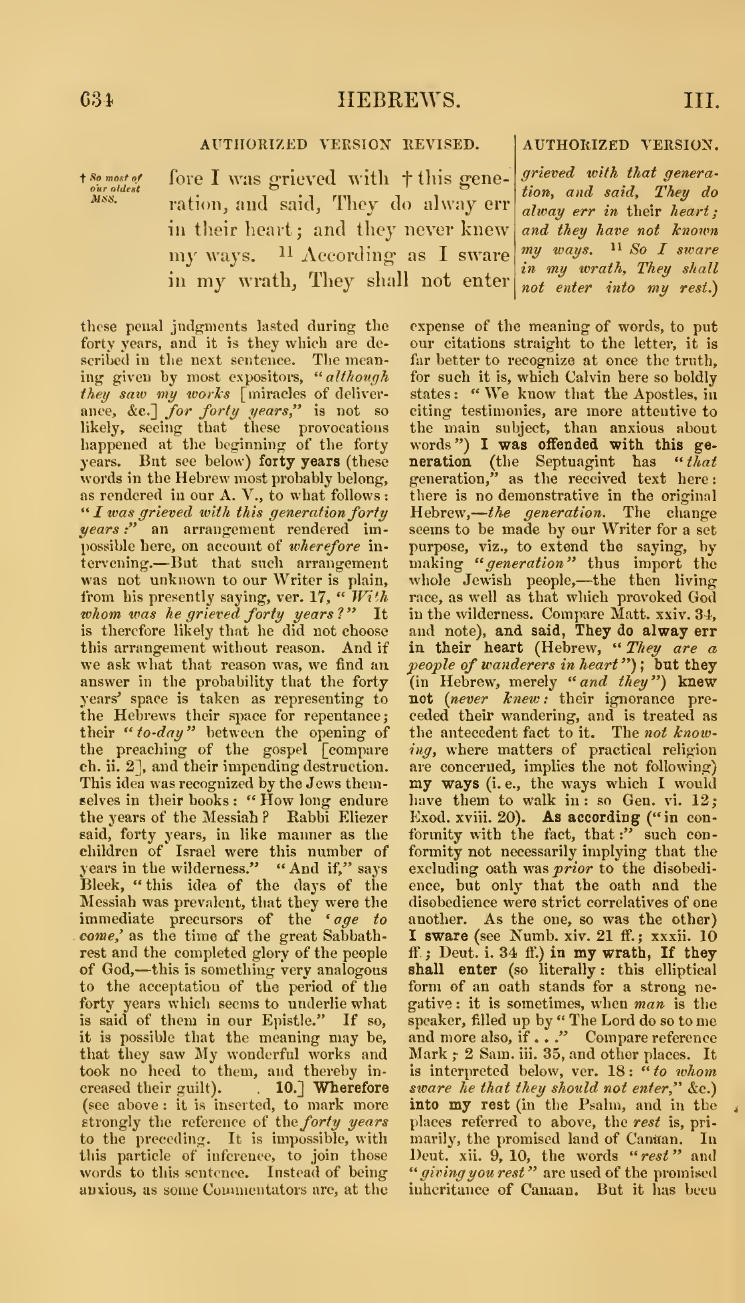 634
HEBREWS.
III.
AUTHORIZED VERSION REVISED.
† So most of
our oldest
MSS.
fore I was grieved with † this gene-
ration, and said, They do alway err
in their heart; and they never knew
my ways. 11 According as I sware
in my wrath, They shall not enter
AUTHORIZED VERSION.
grieved with that genera-
tion, and said, They do
alway err in their heart;
and they have not known
my ways. 11 So I sware
in my wrath, They shall
not enter into my rest.)
these penal judgments lasted during the
forty years, and it is they which are de-
scribed in the next sentence. The mean-
ing given by most expositors, “although
they saw my works [miracles of deliver-
ance, &c.] for forty years,” is not so
likely, seeing that these provocations
happened at the beginning of the forty
years. But see below) forty years (these
words in the Hebrew most probably belong,
as rendered in our A. V., to what follows:
“I was grieved with this generation forty
years:” an arrangement rendered im-
possible here, on account of wherefore in-
tervening.—But that such arrangement
was not unknown to our Writer is plain,
from his presently saying, ver. 17, “With
whom was he grieved forty years?” It
is therefore likely that he did not choose
this arrangement without reason. And if
we ask what that reason was, we find an
answer in the probability that the forty
years’ space is taken as representing to
the Hebrews their space for repentance;
their “to-day” between the opening of
the preaching of the gospel [compare
ch. ii. 2], and their impending destruction.
This idea was recognized by the Jews them-
selves in their books: “How long endure
the years of the Messiah? Rabbi Eliezer
said, forty years, in like manner as the
children of Israel were this number of
years in the wilderness.” “And if,” says
Bleek, “this idea of the days of the
Messiah was prevalent, that they were the
immediate precursors of the ‘age to
come,’ as the time of the great Sabbath-
rest and the completed glory of the people
of God,—this is something very analogous
to the acceptation of the period of the
forty years which seems to underlie what
is said of them in our Epistle.” If so,
it is possible that the meaning may be,
that they saw My wonderful works and
took no heed to them, and thereby in-
creased their guilt). 10.] Wherefore
(see above: it is inserted, to mark more
strongly the reference of the forty years
to the preceding. It is impossible, with
this particle of inference, to join those
words to this sentence. Instead of being
anxious, as some Commentators are, at the
expense of the meaning of words, to put
our citations straight to the letter, it is
far better to recognize at once the truth,
for such it is, which Calvin here so boldly
states: “We know that the Apostles, in
citing testimonies, are more attentive to
the main subject, than anxious about
words”) I was offended with this ge-
neration (the Septuagint has “that
generation,” as the received text here:
there is no demonstrative in the original
Hebrew,—the generation. The change
seems to be made by our Writer for a set
purpose, viz., to extend the saying, by
making “generation” thus import the
whole Jewish people,—the then living
race, as well as that which provoked God
in the wilderness. Compare Matt. xxiv. 34,
and note), and said, They do alway err
in their heart (Hebrew, “They are a
people of wanderers in heart”); but they
(in Hebrew, merely “and they”) knew
not (never knew: their ignorance pre-
ceded their wandering, and is treated as
the antecedent fact to it. The not know-
ing, where matters of practical religion
are concerned, implies the not following)
my ways (i. e., the ways which I would
have them to walk in: so Gen. vi. 12;
Exod. xviii. 20). As according (“in con-
formity with the fact, that:” such con-
formity not necessarily implying that the
excluding oath was prior to the disobedi-
ence, but only that the oath and the
disobedience were strict correlatives of one
another. As the one, so was the other)
I sware (see Numb. xiv. 21 ff.; xxxii. 10
ff.; Deut. i. 34 ff.) in my wrath, If they
shall enter (so literally: this elliptical
form of an oath stands for a strong ne-
gative: it is sometimes, when man is the
speaker, filled up by “The Lord do so to me
and more also, if . . .” Compare reference
Mark; 2 Sam. iii. 35, and other places. It
is interpreted below, ver. 18: “to whom
sware he that they should not enter,” &c.)
into my rest (in the Psalm, and in the
places referred to above, the rest is, pri-
marily, the promised land of Canaan. In
Deut. xii. 9, 10, the words “rest” and
“giving you rest” are used of the promised
inheritance of Canaan. But it has been